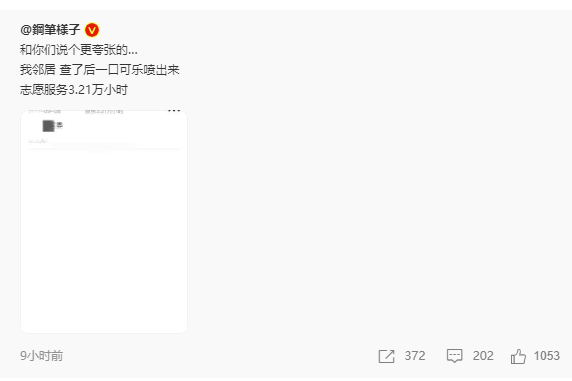 @鋼筆様子
和你们说个更夸张的...
我邻居 查了后一口可乐喷出来
志愿服务3.21万小时
9小时前
372
202
1053